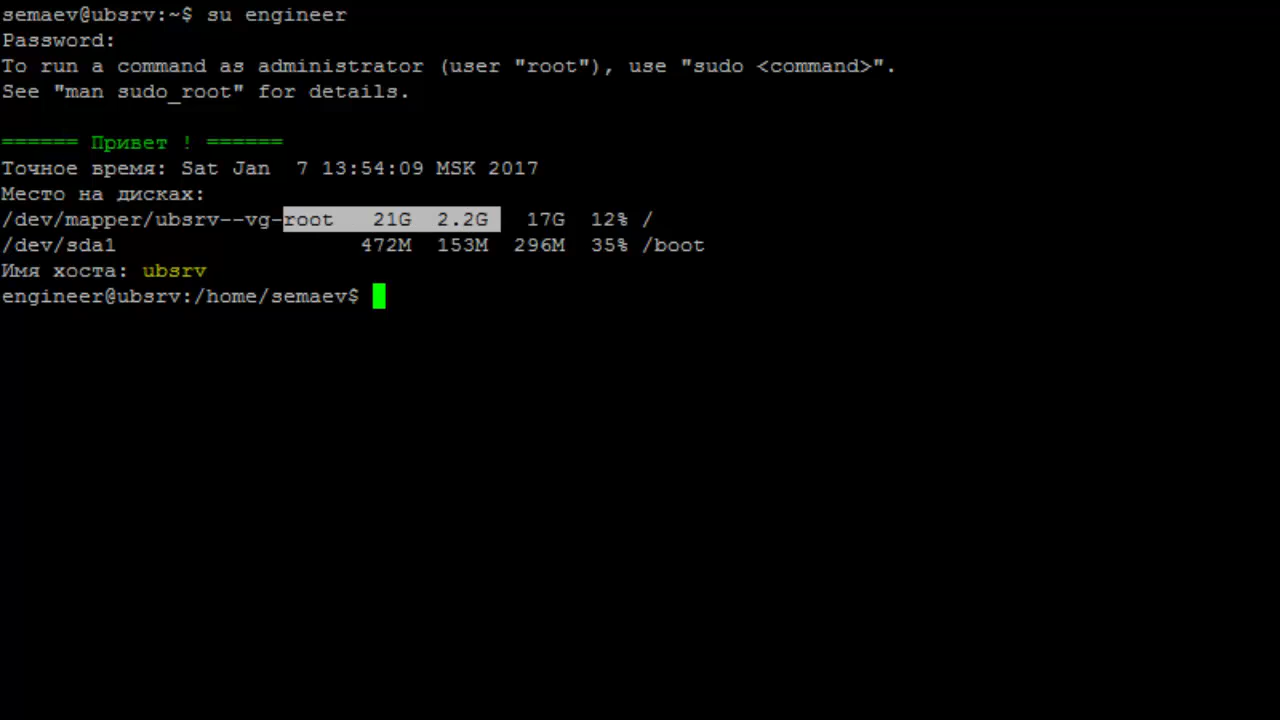 semaev@ubsrv:~$ su engineer
Password:
To run a command as administrator (user "root"), use "sudo <command>".
See "man sudo_root" for details.
====== Привет ! ======
Точное время: Sat Jan  7 13:54:09 MSK 2017
Место на дисках:
/dev/mapper/ubsrv--vg-root   21G  2.2G   17G  12% /
/dev/sda1                   472M  153M  296M  35% /boot
Имя хоста: ubsrv
engineer@ubsrv:/home/semaev$